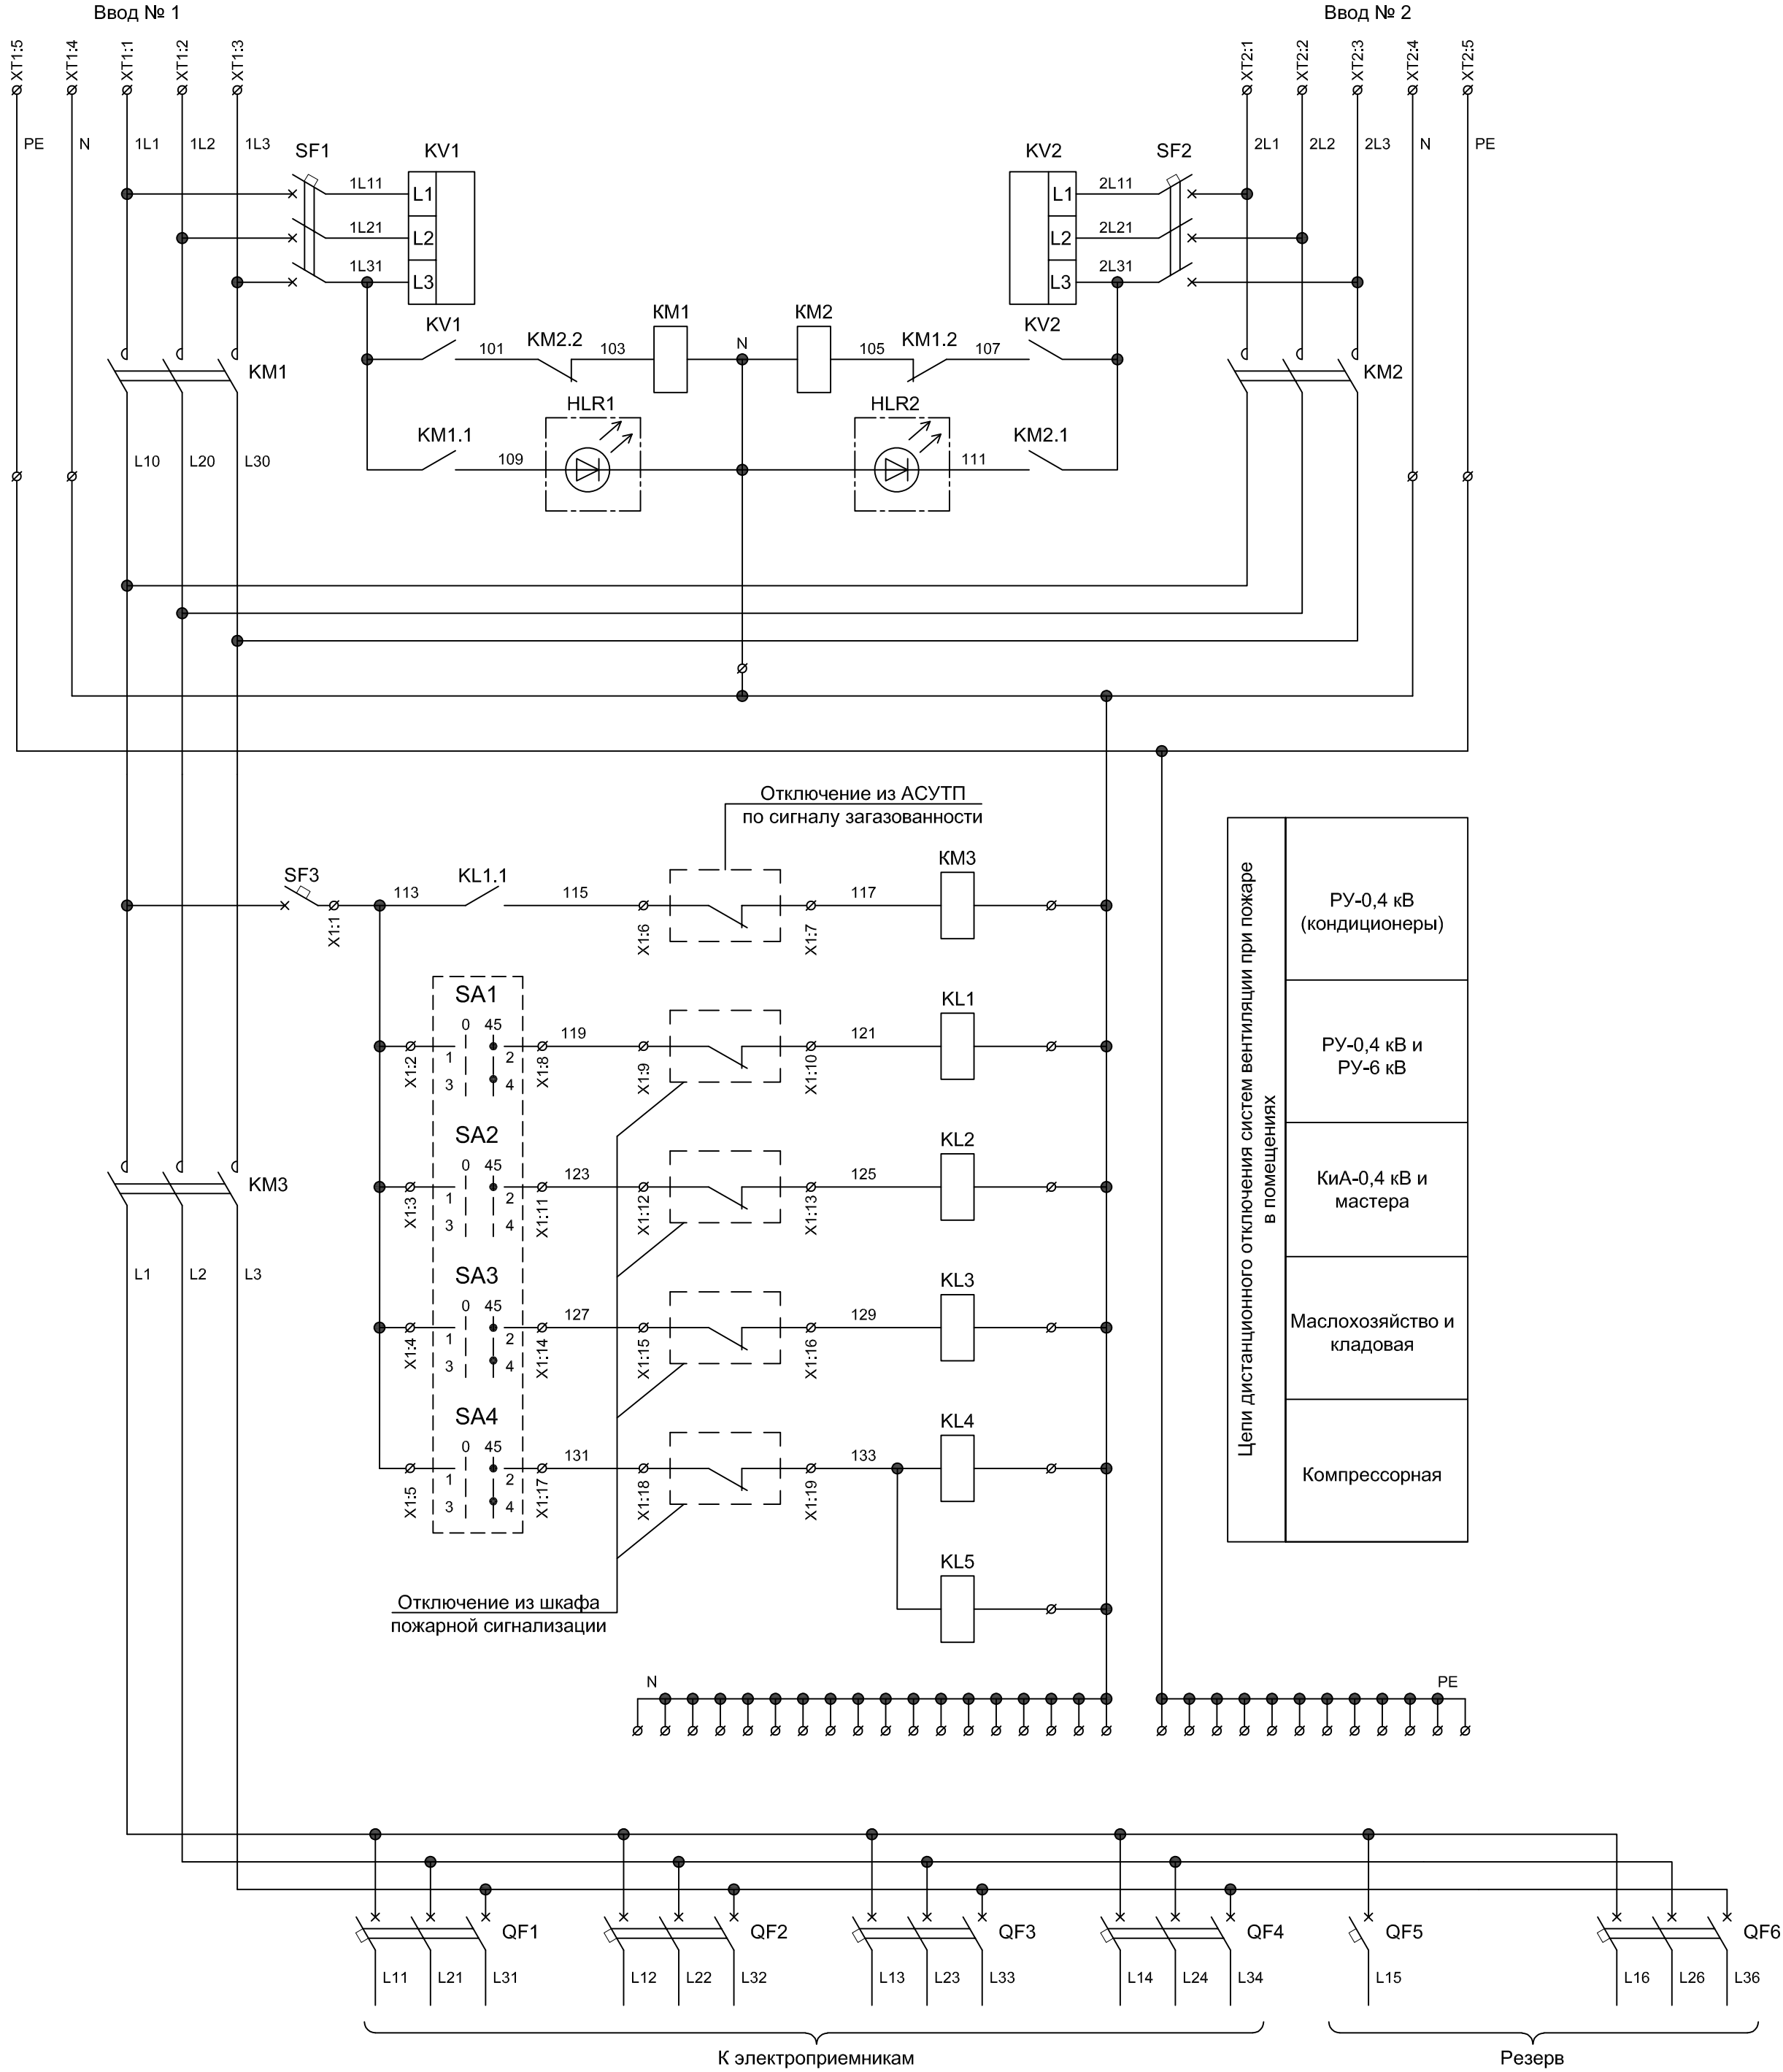 Ввод № 1
Ввод № 2
XT1:5
XT1:4
XT1:1
XT1:2
XT1:3
XT2:1
XT2:2
XT2:3
XT2:4
XT2:5
PE
N
1L1
1L2
1L3
2L1
2L2
2L3
N
PE
SF1
KV1
KV2
SF2
1L11
L1
L1
2L11
1L21
L2
L2
2L21
1L31
L3
L3
2L31
KV1
KM1
KM2
KV2
101
KM2.2
103
N
105
KM1.2
107
KM1
KM2
HLR1
HLR2
KM1.1
KM2.1
L10
L20
L30
109
111
Отключение из АСУТП
по сигналу загазованности
SF3
X1:1
113
KL1.1
115
X1:6
X1:7
117
KM3
SA1
0 45
1 2
3 4
X1:2
X1:8
119
X1:9
X1:10
121
KL1
SA2
0 45
1 2
3 4
X1:3
X1:11
123
X1:12
X1:13
125
KL2
KM3
SA3
0 45
1 2
3 4
X1:4
X1:14
127
X1:15
X1:16
129
KL3
L1
L2
L3
SA4
0 45
1 2
3 4
X1:5
X1:17
131
X1:18
X1:19
133
KL4
KL5
Отключение из шкафа
пожарной сигнализации
Цепи дистанционного отключения систем вентиляции при пожаре
в помещениях
РУ-0,4 кВ
(кондиционеры)
РУ-0,4 кВ и
РУ-6 кВ
КиА-0,4 кВ и
мастера
Маслохозяйство и
кладовая
Компрессорная
N
PE
QF1
QF2
QF3
QF4
QF5
QF6
L11
L21
L31
L12
L22
L32
L13
L23
L33
L14
L24
L34
L15
L16
L26
L36
К электроприемникам
Резерв